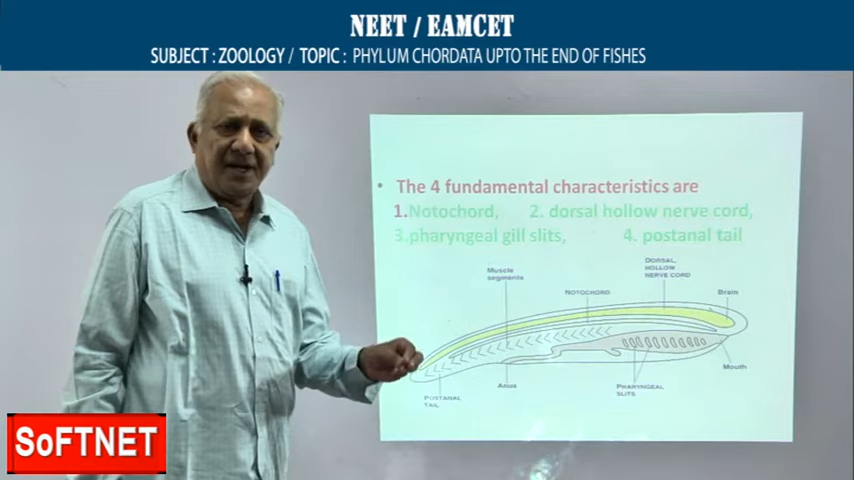 NEET / EAMCET
SUBJECT : ZOOLOGY / TOPIC : PHYLUM CHORDATA UPTO THE END OF FISHES
• The 4 fundamental characteristics are
1.Notochord, 2. dorsal hollow nerve cord,
3.pharyngeal gill slits, 4. postanal tail
DORSAL,
HOLLOW
NERVE CORD
Muscle
segments
NOTOCHORD
Brain
Mouth
Anus
PHARYNGEAL
SLITS
POSTANAL
TAIL
SoFTNET